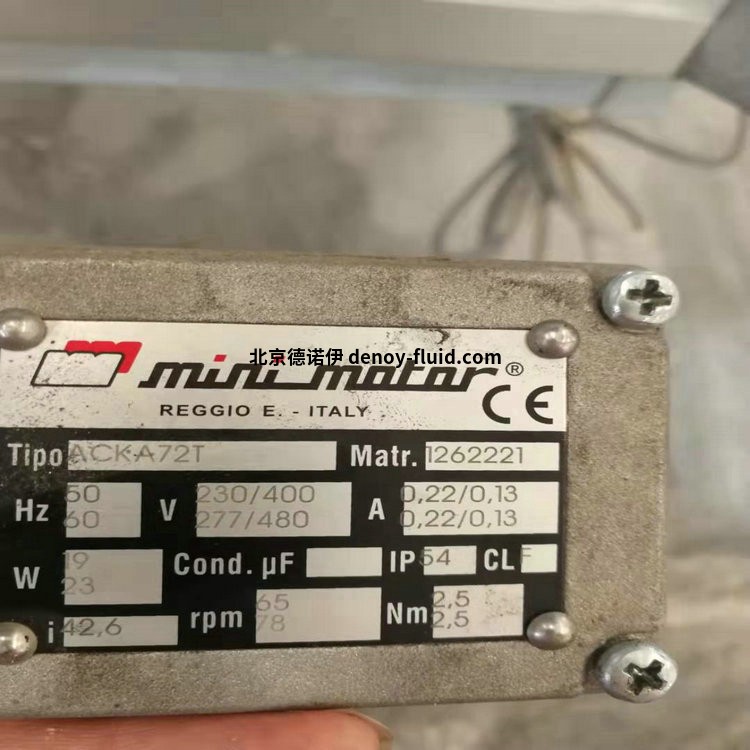 北京德诺伊 denoy-fluid.com
mini motor®
REGGIO E. - ITALY
CE
Tipo ACKA72T Matr. 1262221
Hz 50 60 V 230/400 277/480 A 0,22/0,13 0,22/0,13
W 19 23 Cond. µF IP 54 CL F
i 42,6 rpm 65 78 Nm 2,5 2,5